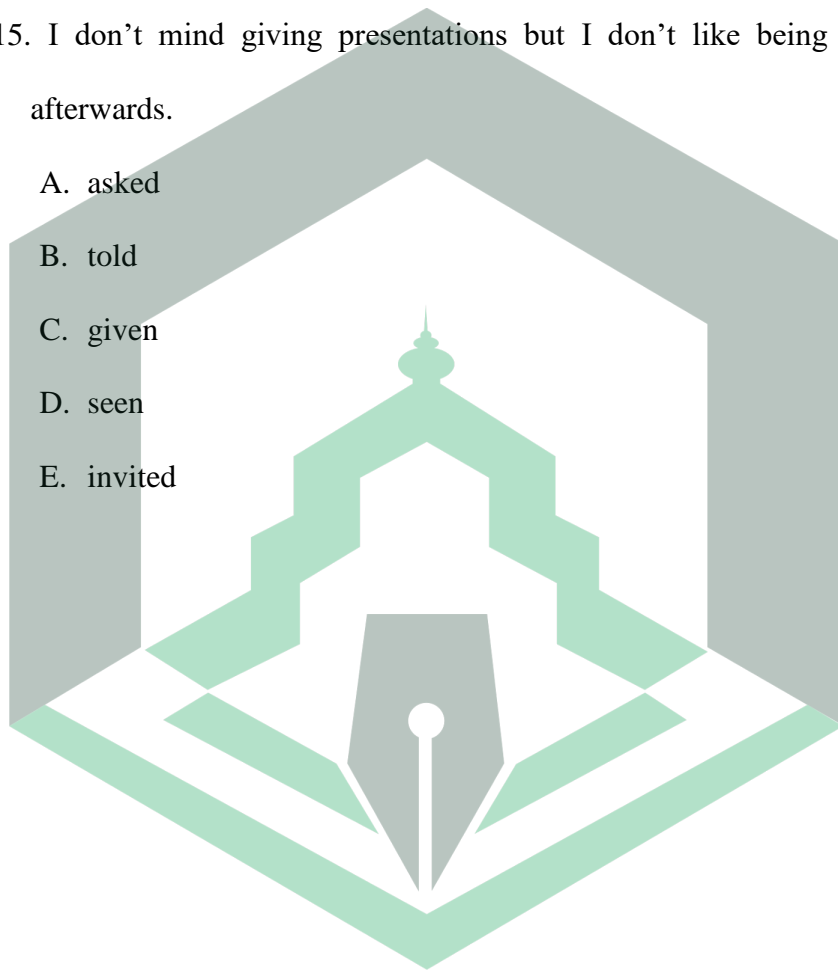 15. I don’t mind giving presentations but I don’t like being
afterwards.
A. asked
B. told
C. given
D. seen
E. invited